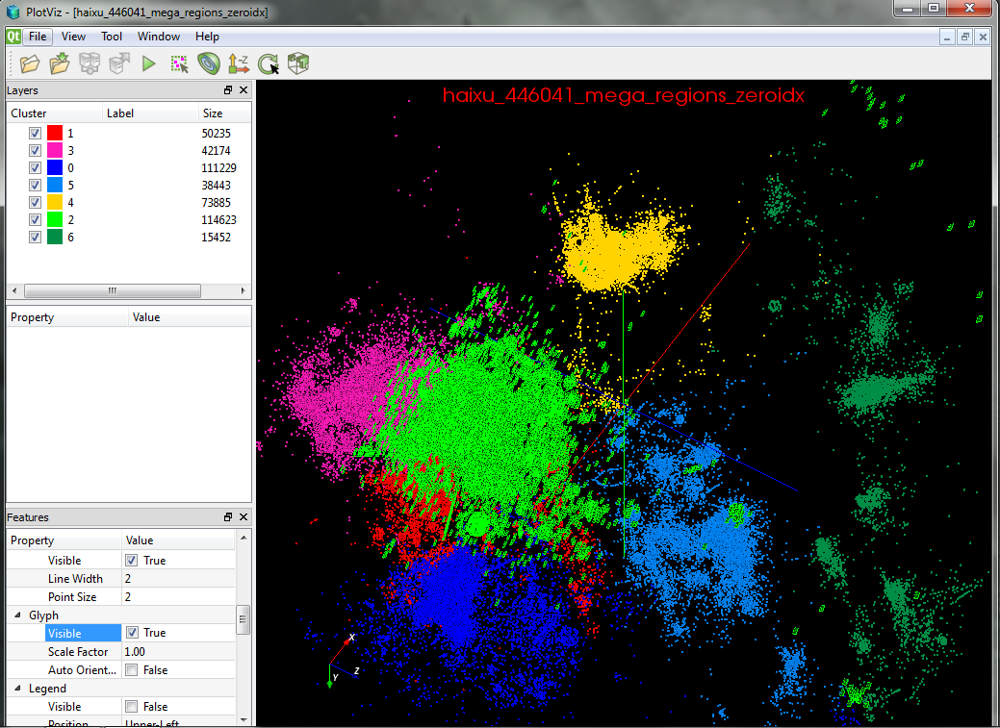 PlotViz - [haixu_446041_mega_regions_zeroidx]
Qt File View Tool Window Help
Layers
Cluster Label Size
1 50235
3 42174
0 111229
5 38443
4 73885
2 114623
6 15452
Property Value
Features
Property Value
Visible True
Line Width 2
Point Size 2
Glyph
Visible True
Scale Factor 1.00
Auto Orient... False
Legend
Visible False
Position Upper-Left
haixu_446041_mega_regions_zeroidx
X
Z
Y